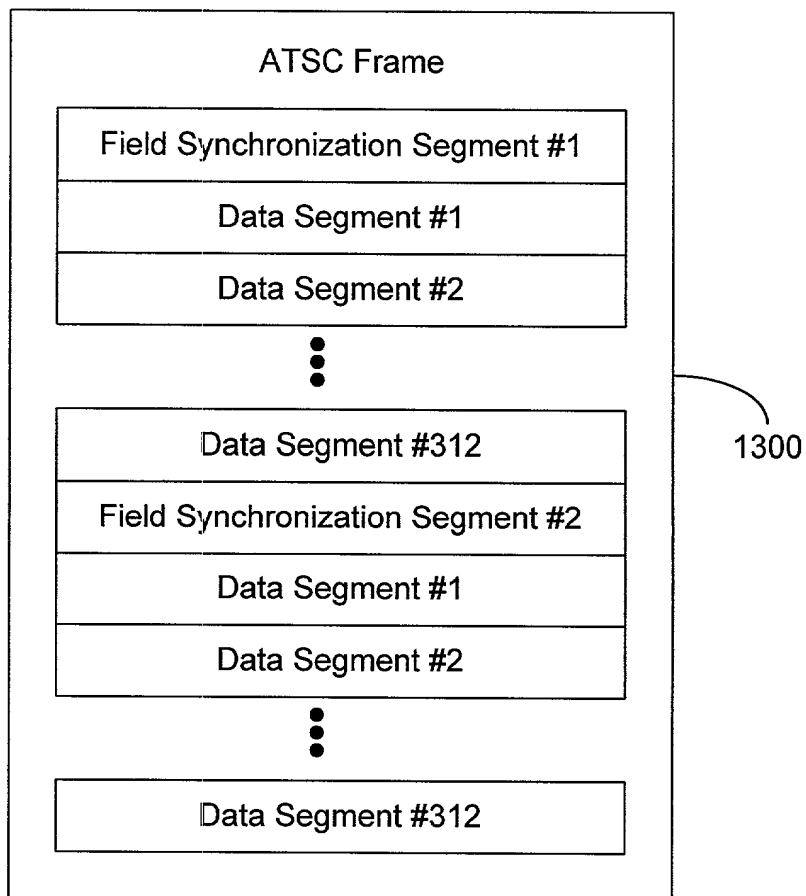 ATSC Frame
Field Synchronization Segment #1
Data Segment #1
Data Segment #2
Data Segment #312
1300
Field Synchronization Segment #2
Data Segment #1
Data Segment #2
Data Segment #312